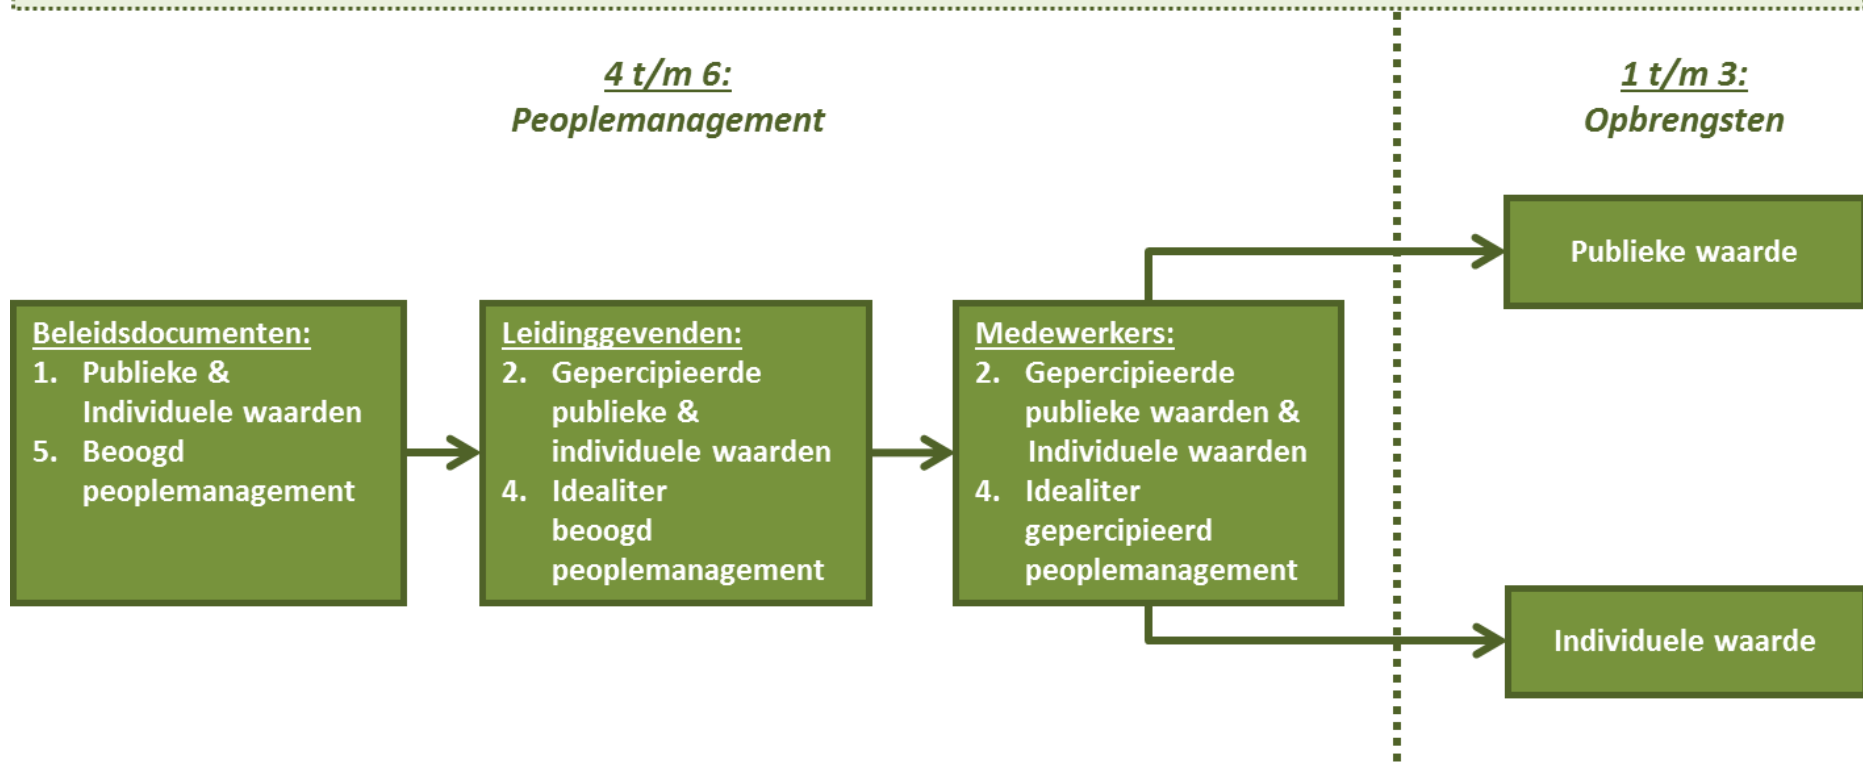 4 t/m 6:
Peoplemanagement
1 t/m 3:
Opbrengsten
Beleidsdocumenten:
1. Publieke &
Individuele waarden
5. Beoogd
peoplemanagement
Leidinggevenden:
2. Gepercipieerde
publieke &
individuele waarden
4. Idealiter
beoogd
peoplemanagement
Medewerkers:
2. Gepercipieerde
publieke waarden &
Individuele waarden
4. Idealiter
gepercipieerd
peoplemanagement
Publieke waarde
Individuele waarde